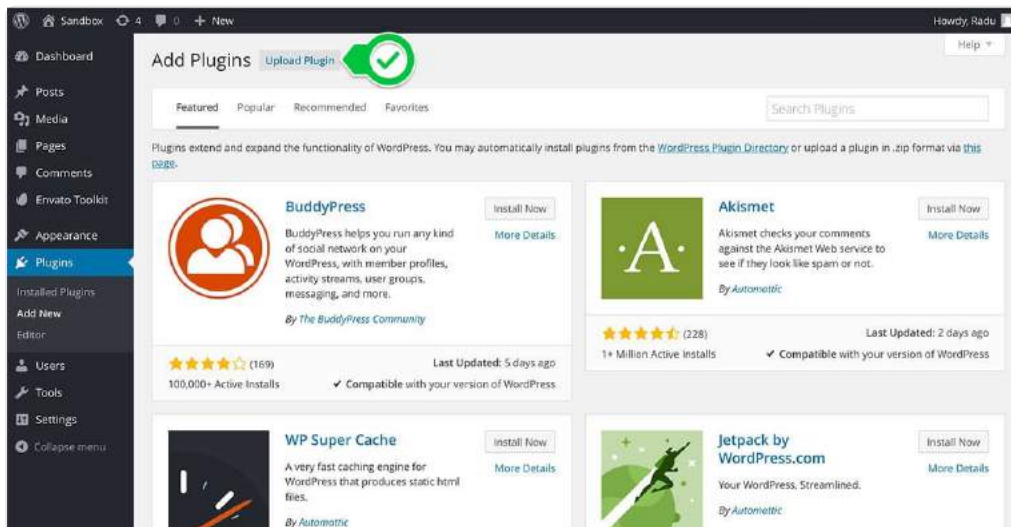 Sandbox 4 0 + New Howdy, Radu
Help
Dashboard
Posts
Media
Pages
Comments
Envato Toolkit
Appearance
Plugins
Installed Plugins
Add New
Editor
Users
Tools
Settings
Collapse menu
Add Plugins Upload Plugin
Featured Popular Recommended Favorites Search Plugins
Plugins extend and expand the functionality of WordPress. You may automatically install plugins from the WordPress Plugin Directory or upload a plugin in .zip format via this
page.
BuddyPress Install Now
More Details
BuddyPress helps you run any kind
of social network on your
WordPress, with member profiles,
activity streams, user groups,
messaging, and more.
By The BuddyPress Community
(169) Last Updated: 5 days ago
100,000+ Active Installs ✔ Compatible with your version of WordPress
·A·
Akismet Install Now
More Details
Akismet checks your comments
against the Akismet Web service to
see if they look like spam or not.
By Automattic
(228) Last Updated: 2 days ago
1+ Million Active Installs ✔ Compatible with your version of WordPress
WP Super Cache Install Now
More Details
A very fast caching engine for
WordPress that produces static html
files.
By Automattic
Jetpack by
WordPress.com
Install Now
More Details
Your WordPress, Streamlined.
By Automattic